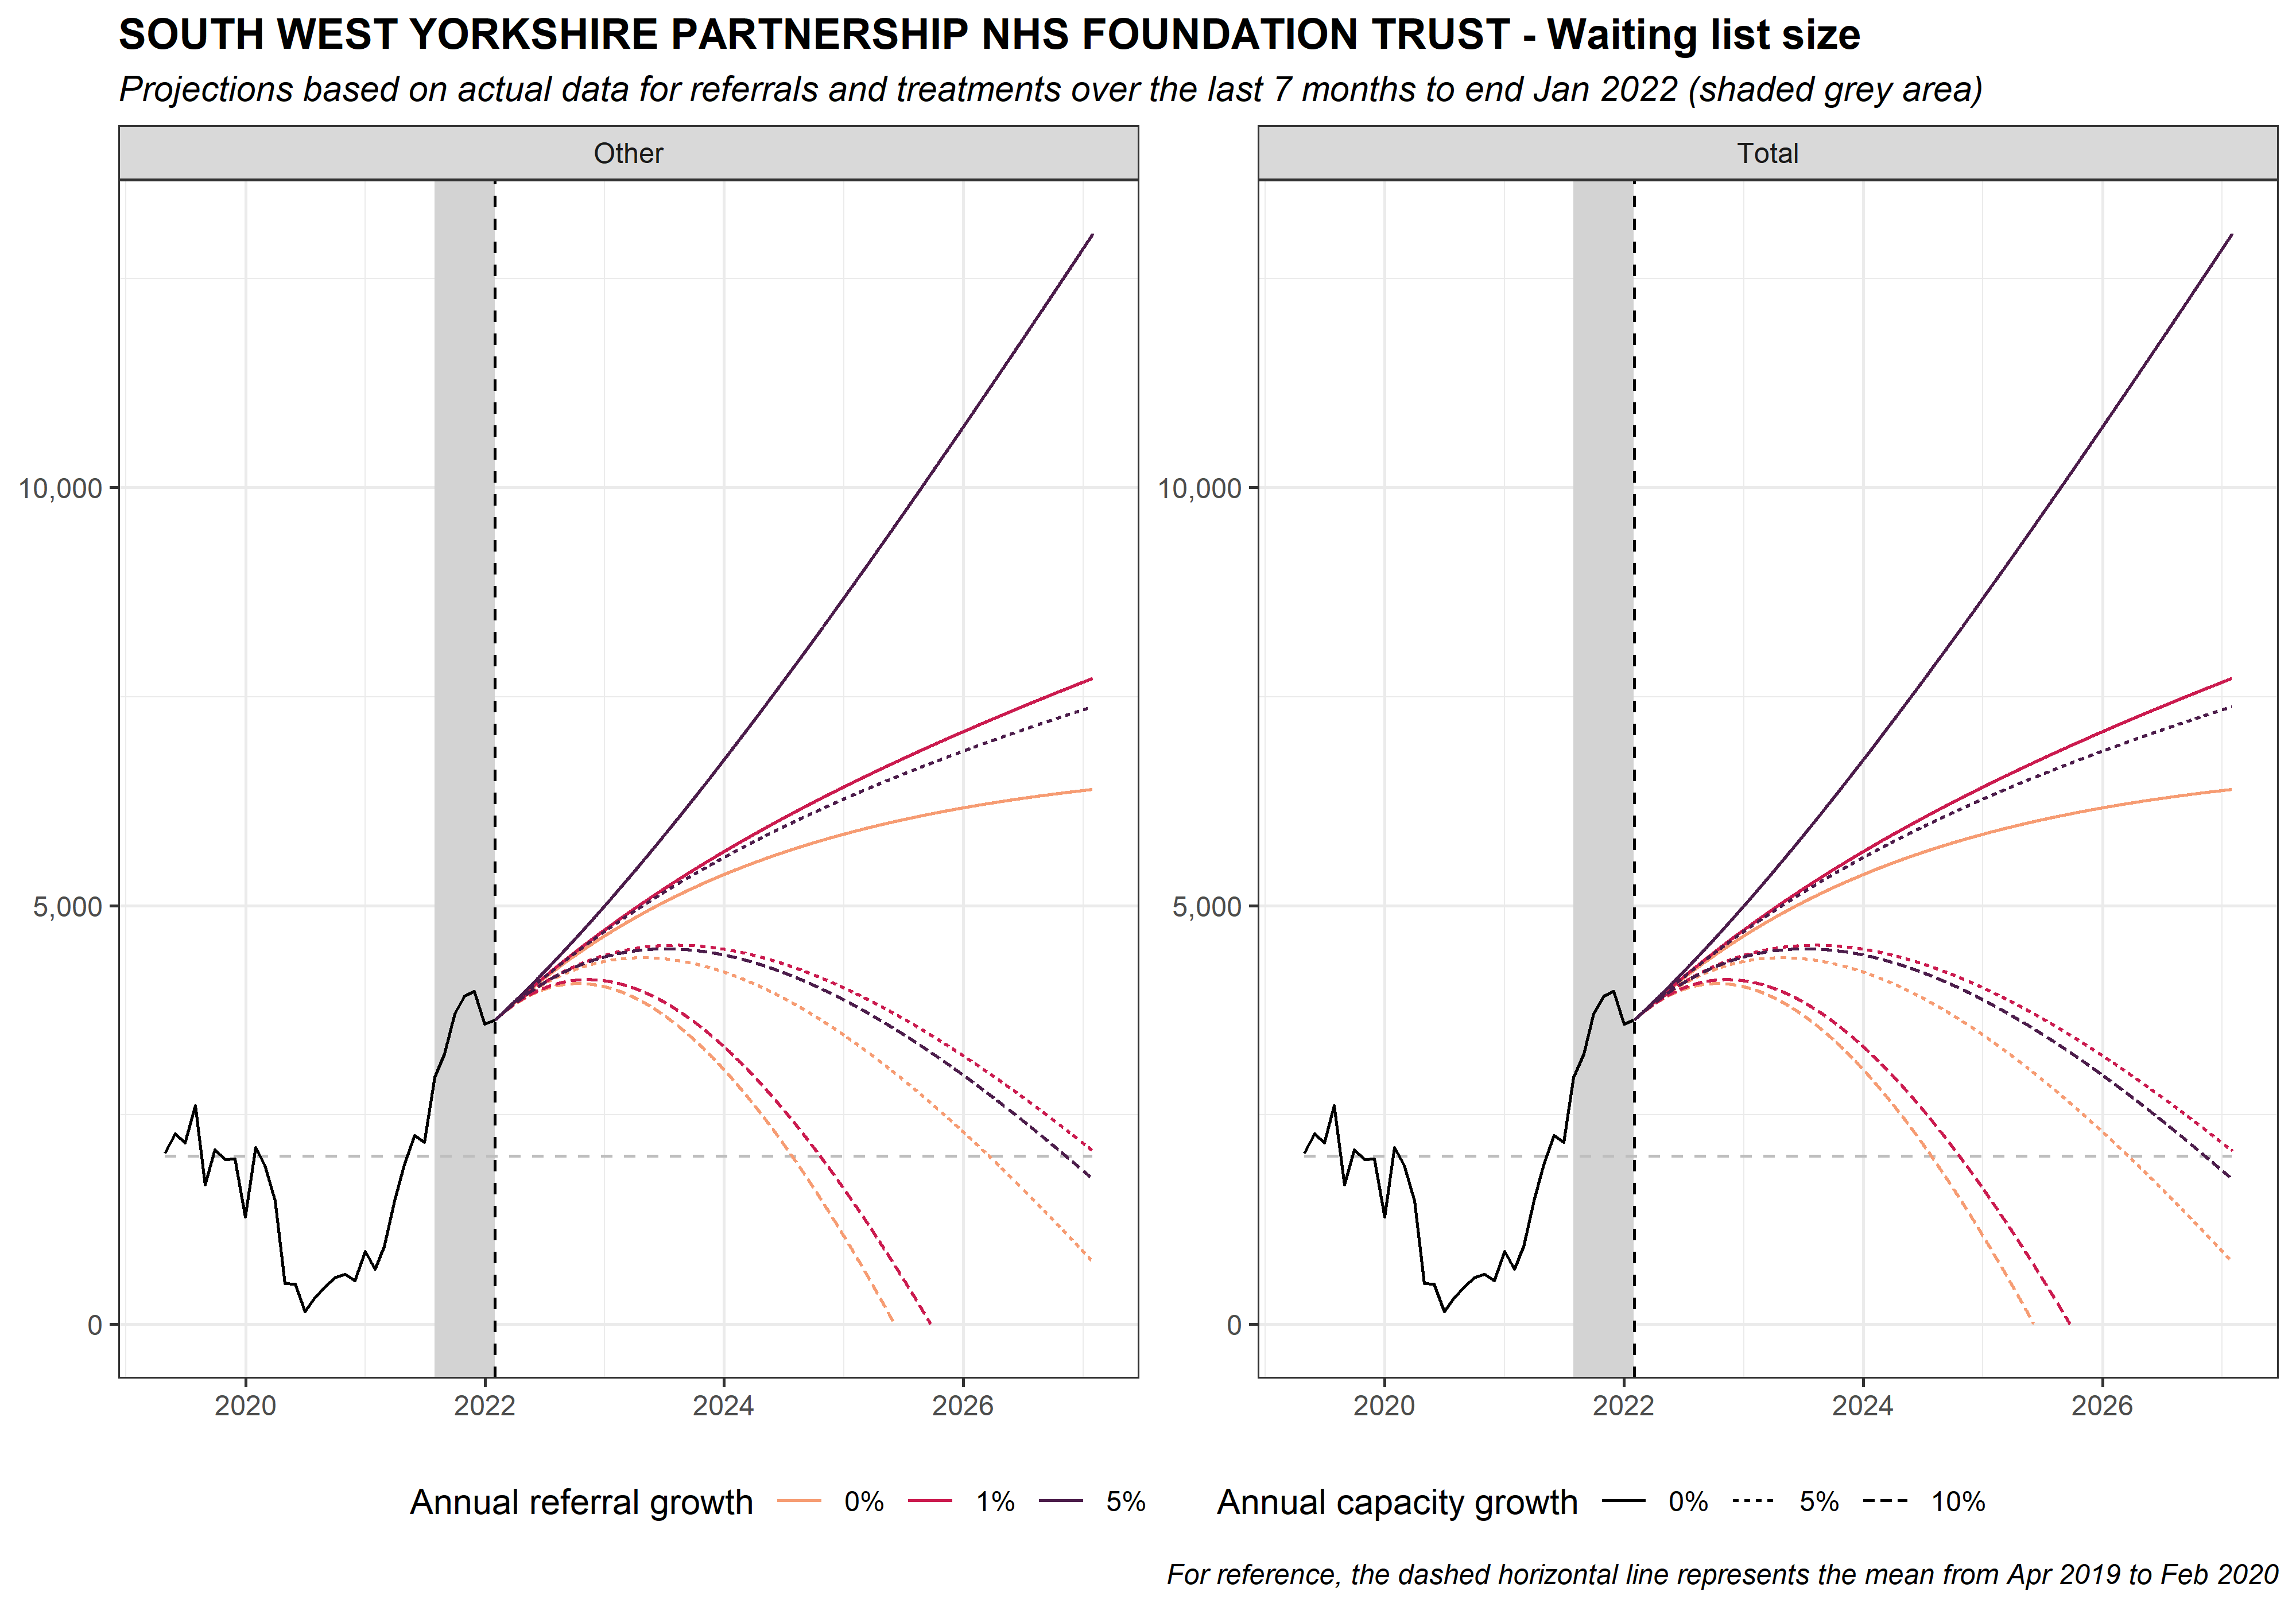 SOUTH WEST YORKSHIRE PARTNERSHIP NHS FOUNDATION TRUST - Waiting list size
Projections based on actual data for referrals and treatments over the last 7 months to end Jan 2022 (shaded grey area)
Other
Total
10,000
5,000
0
10,000
5,000
0
2020 2022 2024 2026
2020 2022 2024 2026
Annual referral growth 0% 1% 5%
Annual capacity growth 0% 5% 10%
For reference, the dashed horizontal line represents the mean from Apr 2019 to Feb 2020